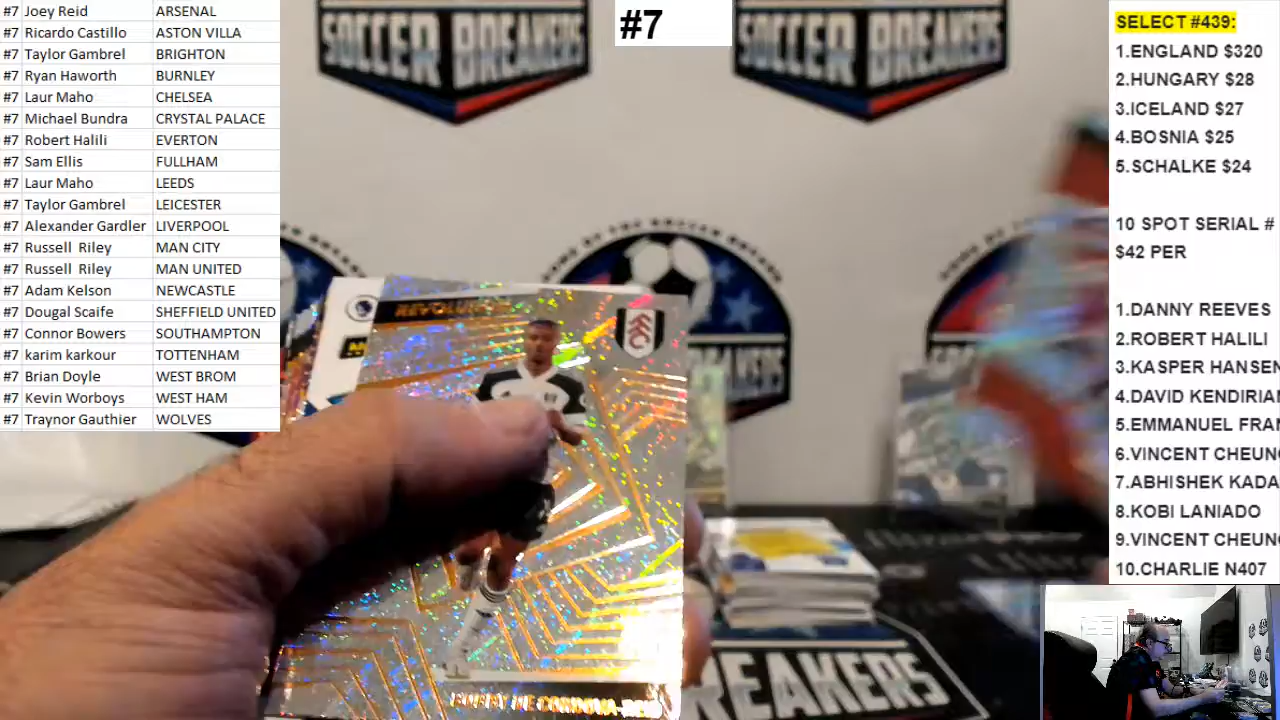 #7 Joey Reid ARSENAL
#7 Ricardo Castillo ASTON VILLA
#7 Taylor Gambrel BRIGHTON
#7 Ryan Haworth BURNLEY
#7 Laur Maho CHELSEA
#7 Michael Bundra CRYSTAL PALACE
#7 Robert Halili EVERTON
#7 Sam Ellis FULLHAM
#7 Laur Maho LEEDS
#7 Taylor Gambrel LEICESTER
#7 Alexander Gardler LIVERPOOL
#7 Russell Riley MAN CITY
#7 Russell Riley MAN UNITED
#7 Adam Kelson NEWCASTLE
#7 Dougal Scaife SHEFFIELD UNITED
#7 Connor Bowers SOUTHAMPTON
#7 karim karkour TOTTENHAM
#7 Brian Doyle WEST BROM
#7 Kevin Worboys WEST HAM
#7 Traynor Gauthier WOLVES
#7
SOCCER BREAKERS
SOCCER BREAKERS
SELECT #439:
1.ENGLAND $320
2.HUNGARY $28
3.ICELAND $27
4.BOSNIA $25
5.SCHALKE $24
10 SPOT SERIAL #
$42 PER
1.DANNY REEVES
2.ROBERT HALILI
3.KASPER HANSEN
4.DAVID KENDIRIAN
5.EMMUEL FRAN
6.VINCENT CHEUNG
7.ABHISHEK KADA
8.KOBI LANIADO
9.VINCENT CHEUNG
10.CHARLIE N407
BREAKERS